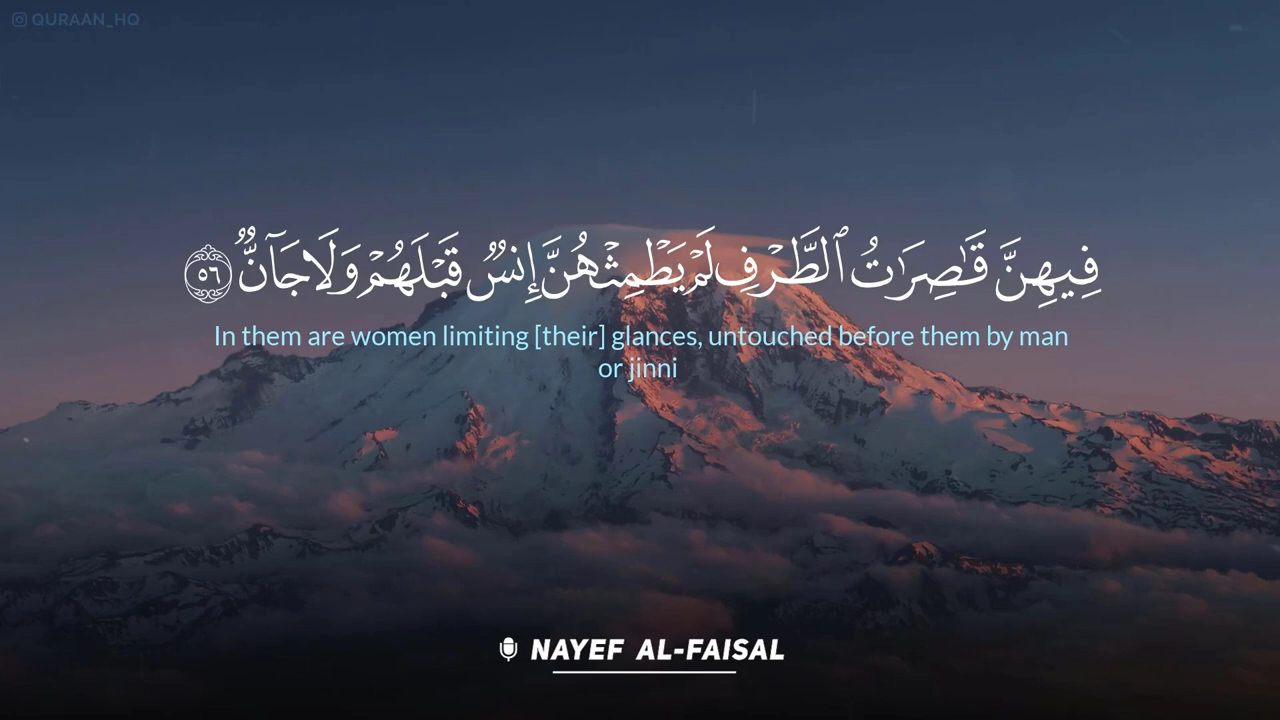 QURAAN_HQ
فِيهِنَّ قَٰصِرَٰتُ ٱلطَّرْفِ لَمْ يَطْمِثْهُنَّ إِنسٌ قَبْلَهُمْ وَلَا جَآنٌّ ٥٦
In them are women limiting [their] glances, untouched before them by man
or jinni
NAYEF AL-FAISAL